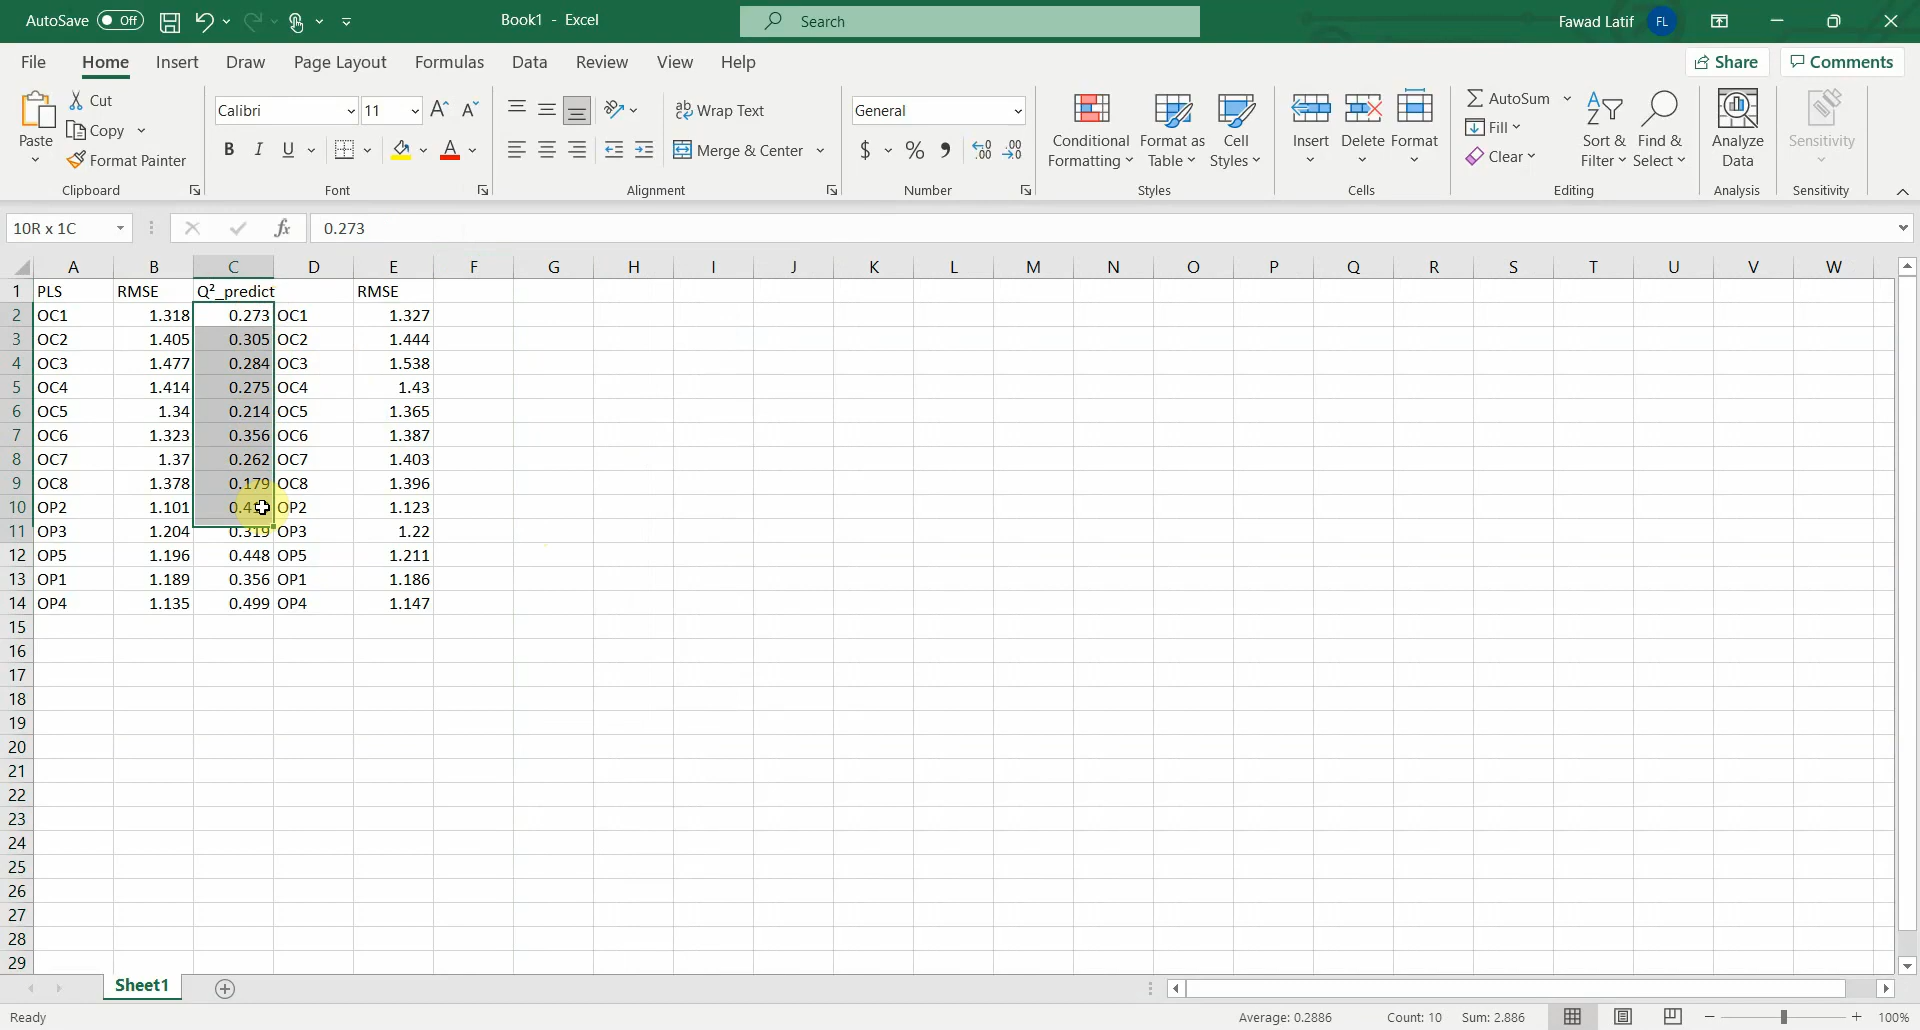 AutoSave Off Book1 - Excel Search Fawad Latif FL
File Home Insert Draw Page Layout Formulas Data Review View Help Share Comments
Paste
Cut
Copy
Format Painter
Clipboard
Calibri 11
B I U A
Font
ab Wrap Text
Merge & Center
Alignment
General
$ % 9
Number
Conditional Formatting
Format as Table
Cell Styles
Styles
Insert Delete Format
Cells
AutoSum
Fill
Clear
Sort & Filter
Find & Select
Editing
Analyze Data
Analysis
Sensitivity
Sensitivity
10R x 1C fx 0.273
A B C D E F G H I J K L M N O P Q R S T U V W
1 PLS RMSE Q²_predict RMSE
2 OC1 1.318 0.273 OC1 1.327
3 OC2 1.405 0.305 OC2 1.444
4 OC3 1.477 0.284 OC3 1.538
5 OC4 1.414 0.275 OC4 1.43
6 OC5 1.34 0.214 OC5 1.365
7 OC6 1.323 0.356 OC6 1.387
8 OC7 1.37 0.262 OC7 1.403
9 OC8 1.378 0.179 OC8 1.396
10 OP2 1.101 OP2 1.123
11 OP3 1.204 0.319 OP3 1.22
12 OP5 1.196 0.448 OP5 1.211
13 OP1 1.189 0.356 OP1 1.186
14 OP4 1.135 0.499 OP4 1.147
15
16
17
18
19
20
21
22
23
24
25
26
27
28
29
Sheet1
Ready Average: 0.2886 Count: 10 Sum: 2.886 100%